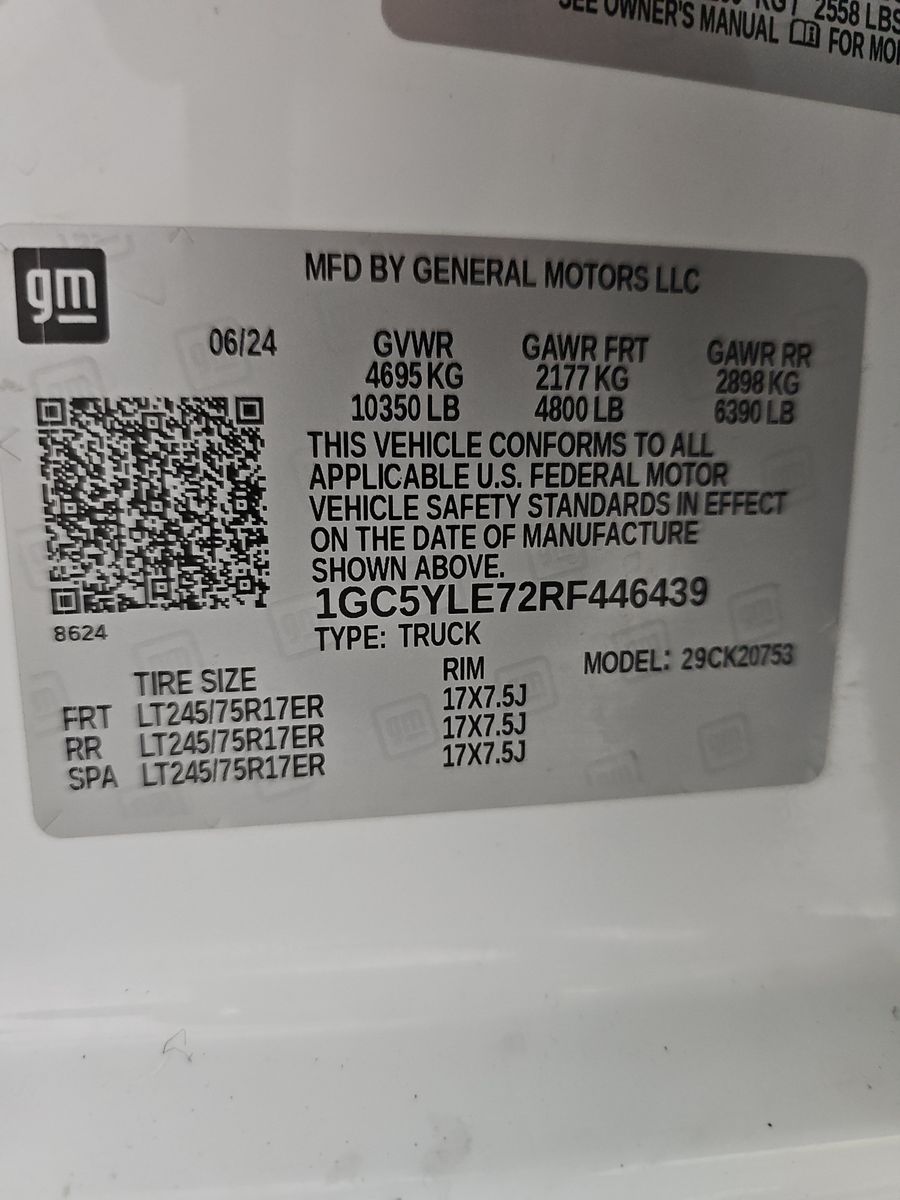 KG / 2558 LBS
SEE OWNER'S MANUAL FOR
gm
MFD BY GENERAL MOTORS LLC
06/24 GVWR GAWR FRT GAWR RR
4695 KG 2177 KG 2898 KG
10350 LB 4800 LB 6390 LB
THIS VEHICLE CONFORMS TO ALL
APPLICABLE U.S. FEDERAL MOTOR
VEHICLE SAFETY STANDARDS IN EFFECT
ON THE DATE OF MANUFACTURE
SHOWN ABOVE.
1GC5YLE72RF446439
8624
TYPE: TRUCK
MODEL: 29CK20753
TIRE SIZE RIM
FRT LT245/75R17ER 17X7.5J
RR LT245/75R17ER 17X7.5J
SPA LT245/75R17ER 17X7.5J